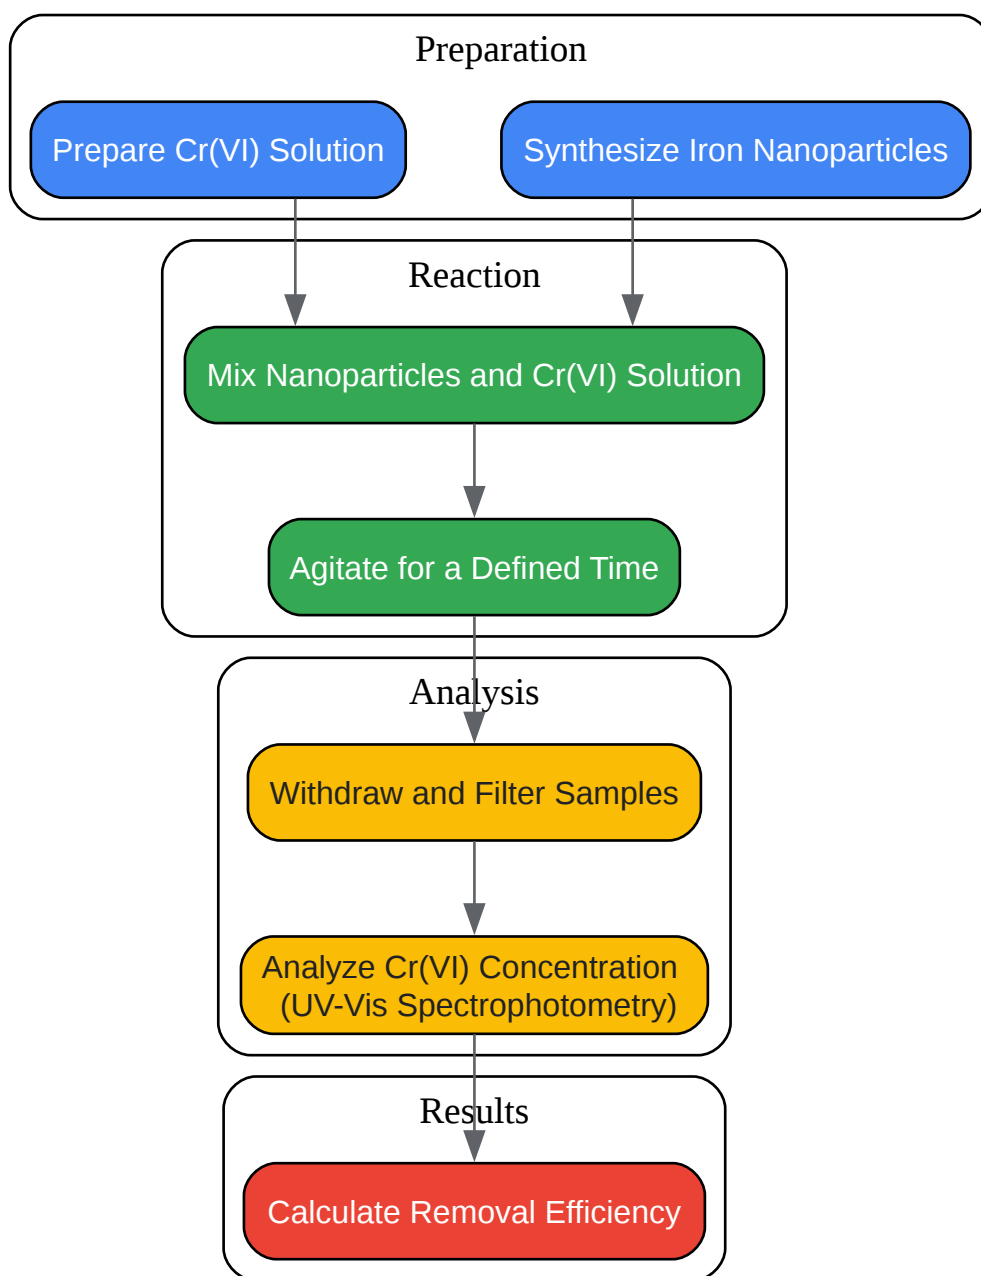 Preparation
Prepare Cr(VI) Solution
Synthesize Iron Nanoparticles
Reaction
Mix Nanoparticles and Cr(VI) Solution
Agitate for a Defined Time
Analysis
Withdraw and Filter Samples
Analyze Cr(VI) Concentration
(UV-Vis Spectrophotometry)
Results
Calculate Removal Efficiency